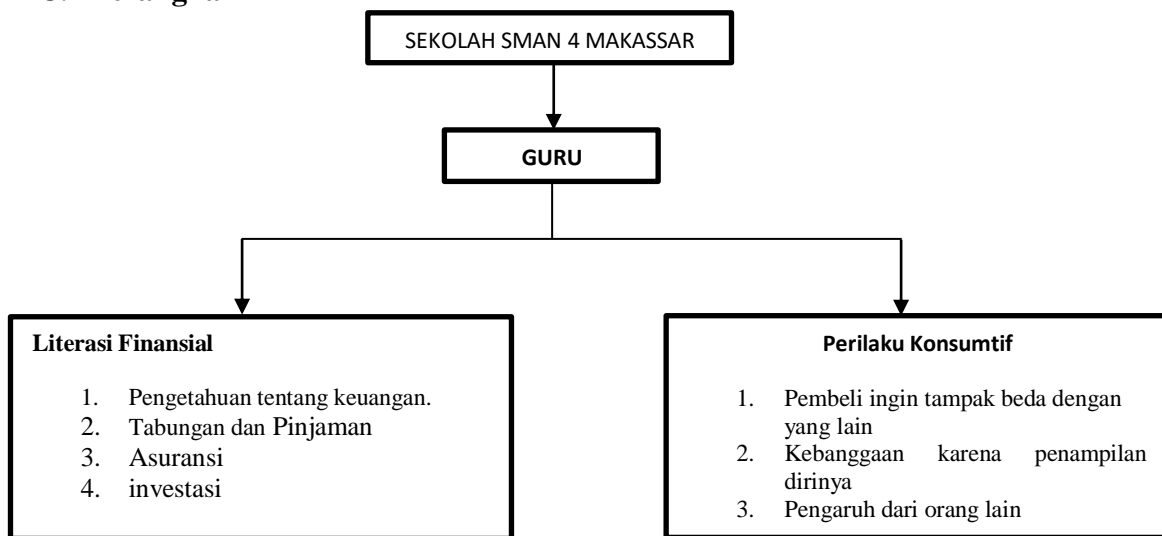 SEKOLAH SMAN 4 MAKASSAR
GURU
Literasi Finansial
1. Pengetahuan tentang keuangan.
2. Tabungan dan Pinjaman
3. Asuransi
4. investasi
Perilaku Konsumtif
1. Pembeli ingin tampak beda dengan
yang lain
2. Kebanggaan karena penampilan
dirinya
3. Pengaruh dari orang lain